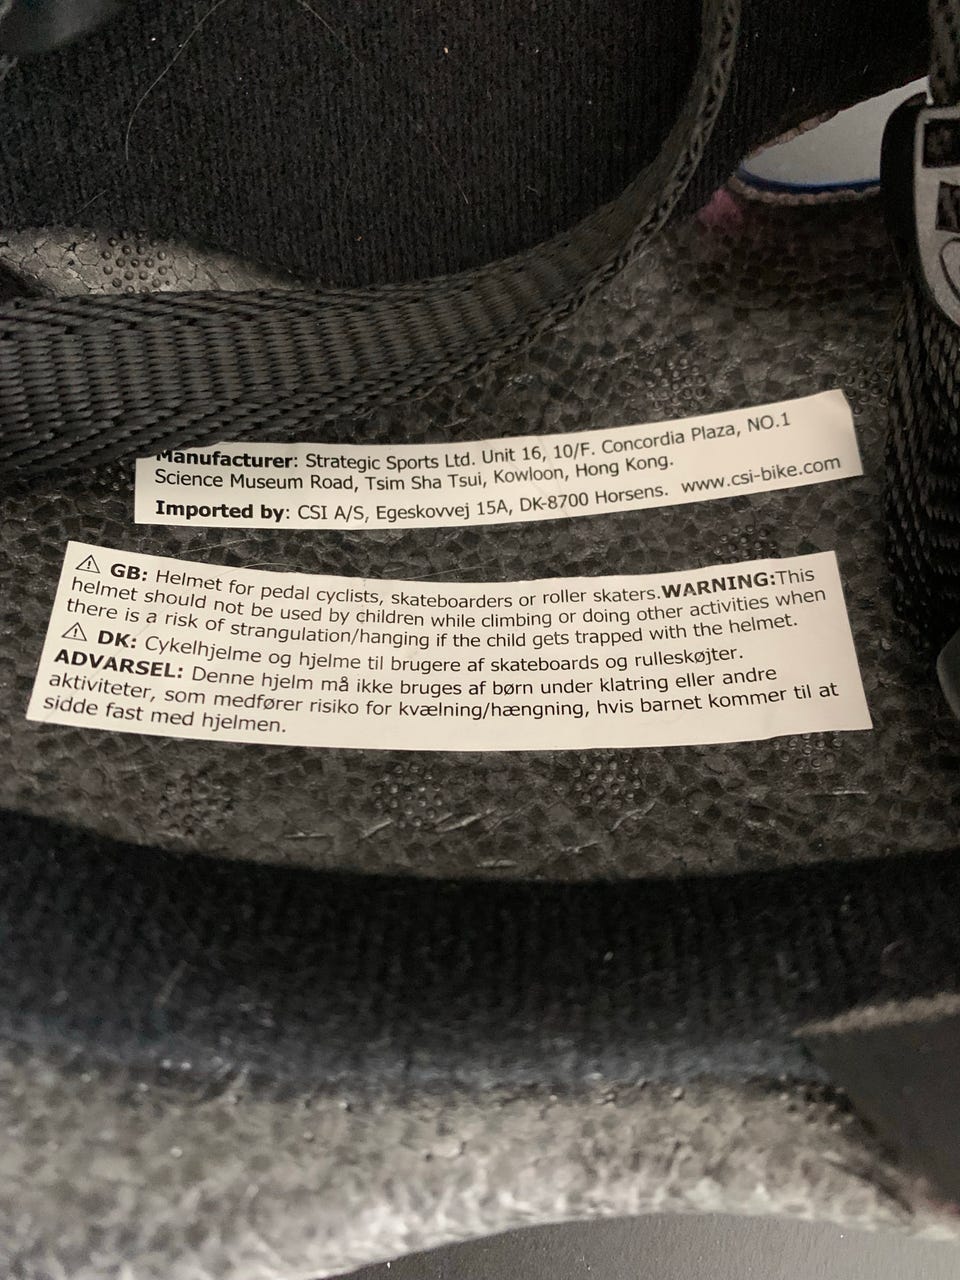 Manufacturer: Strategic Sports Ltd. Unit 16, 10/F. Concordia Plaza, NO.1
Science Museum Road, Tsim Sha Tsui, Kowloon, Hong Kong.
Imported by: CSI A/S, Egeskovvej 15A, DK-8700 Horsens. www.csi-bike.com
⚠ GB: Helmet for pedal cyclists, skateboarders or roller skaters.WARNING:This
helmet should not be used by children while climbing or doing other activities when
there is a risk of strangulation/hanging if the child gets trapped with the helmet.
⚠ DK: Cykelhjelme og hjelme til brugere af skateboards og rulleskøjter.
ADVARSEL: Denne hjelm må ikke bruges af børn under klatring eller andre
aktiviteter, som medfører risiko for kvælning/hængning, hvis barnet kommer til at
sidde fast med hjelmen.